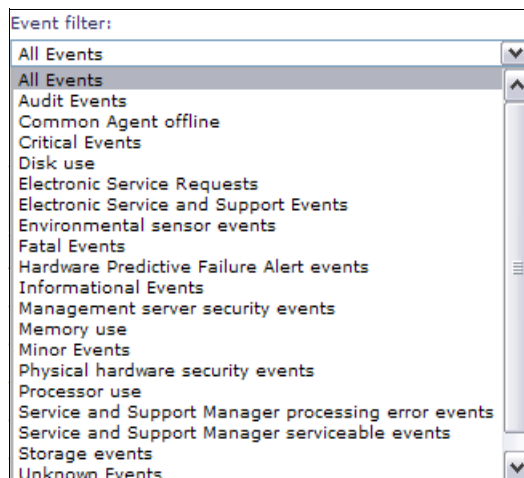 Event filter:
All Events
All Events
Audit Events
Common Agent offline
Critical Events
Disk use
Electronic Service Requests
Electronic Service and Support Events
Environmental sensor events
Fatal Events
Hardware Predictive Failure Alert events
Informational Events
Management server security events
Memory use
Minor Events
Physical hardware security events
Processor use
Service and Support Manager processing error events
Service and Support Manager serviceable events
Storage events
Unknown Events